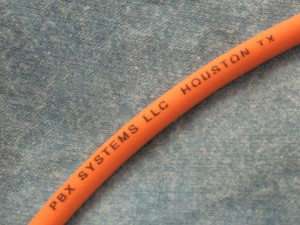 PBX SYSTEMS LLC HOUSTON TX